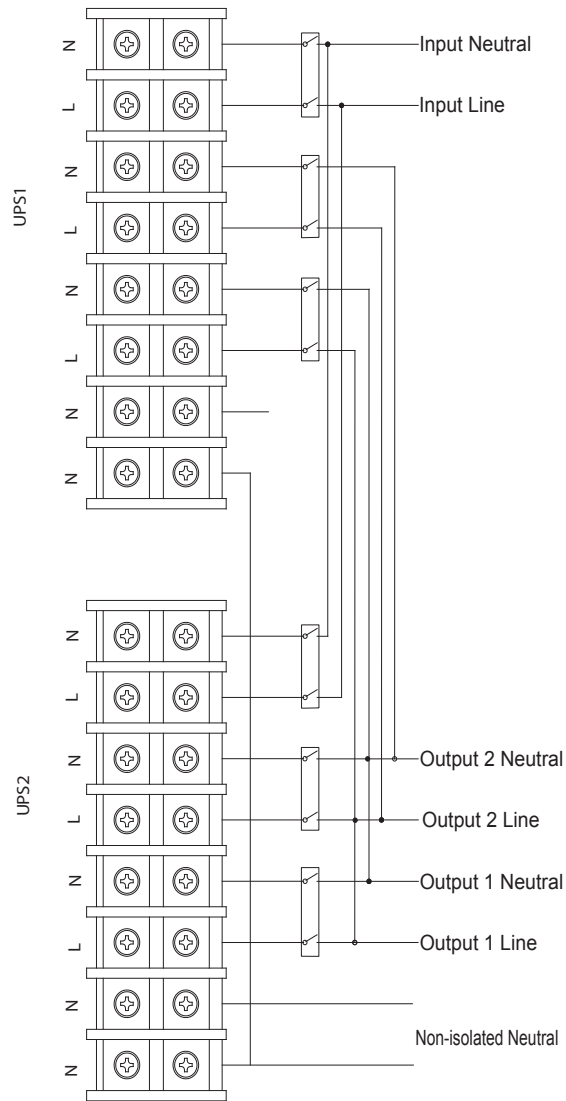 N
Input Neutral
L
Input Line
N
UPS1
L
N
L
N
N
N
L
N
Output 2 Neutral
UPS2
L
Output 2 Line
N
Output 1 Neutral
L
Output 1 Line
N
Non-isolated Neutral
N